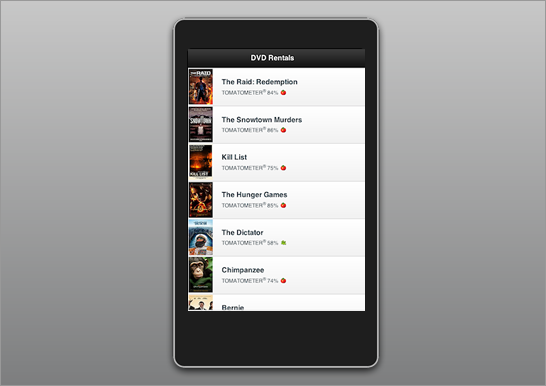 DVD Rentals
THE RAID
The Raid: Redemption
TOMATOMETER® 84%
SNOWTOWN
The Snowtown Murders
TOMATOMETER® 86%
KILL LIST
Kill List
TOMATOMETER® 75%
The Hunger Games
TOMATOMETER® 85%
The Dictator
TOMATOMETER® 58%
Chimpanzee
TOMATOMETER® 74%
Bernie